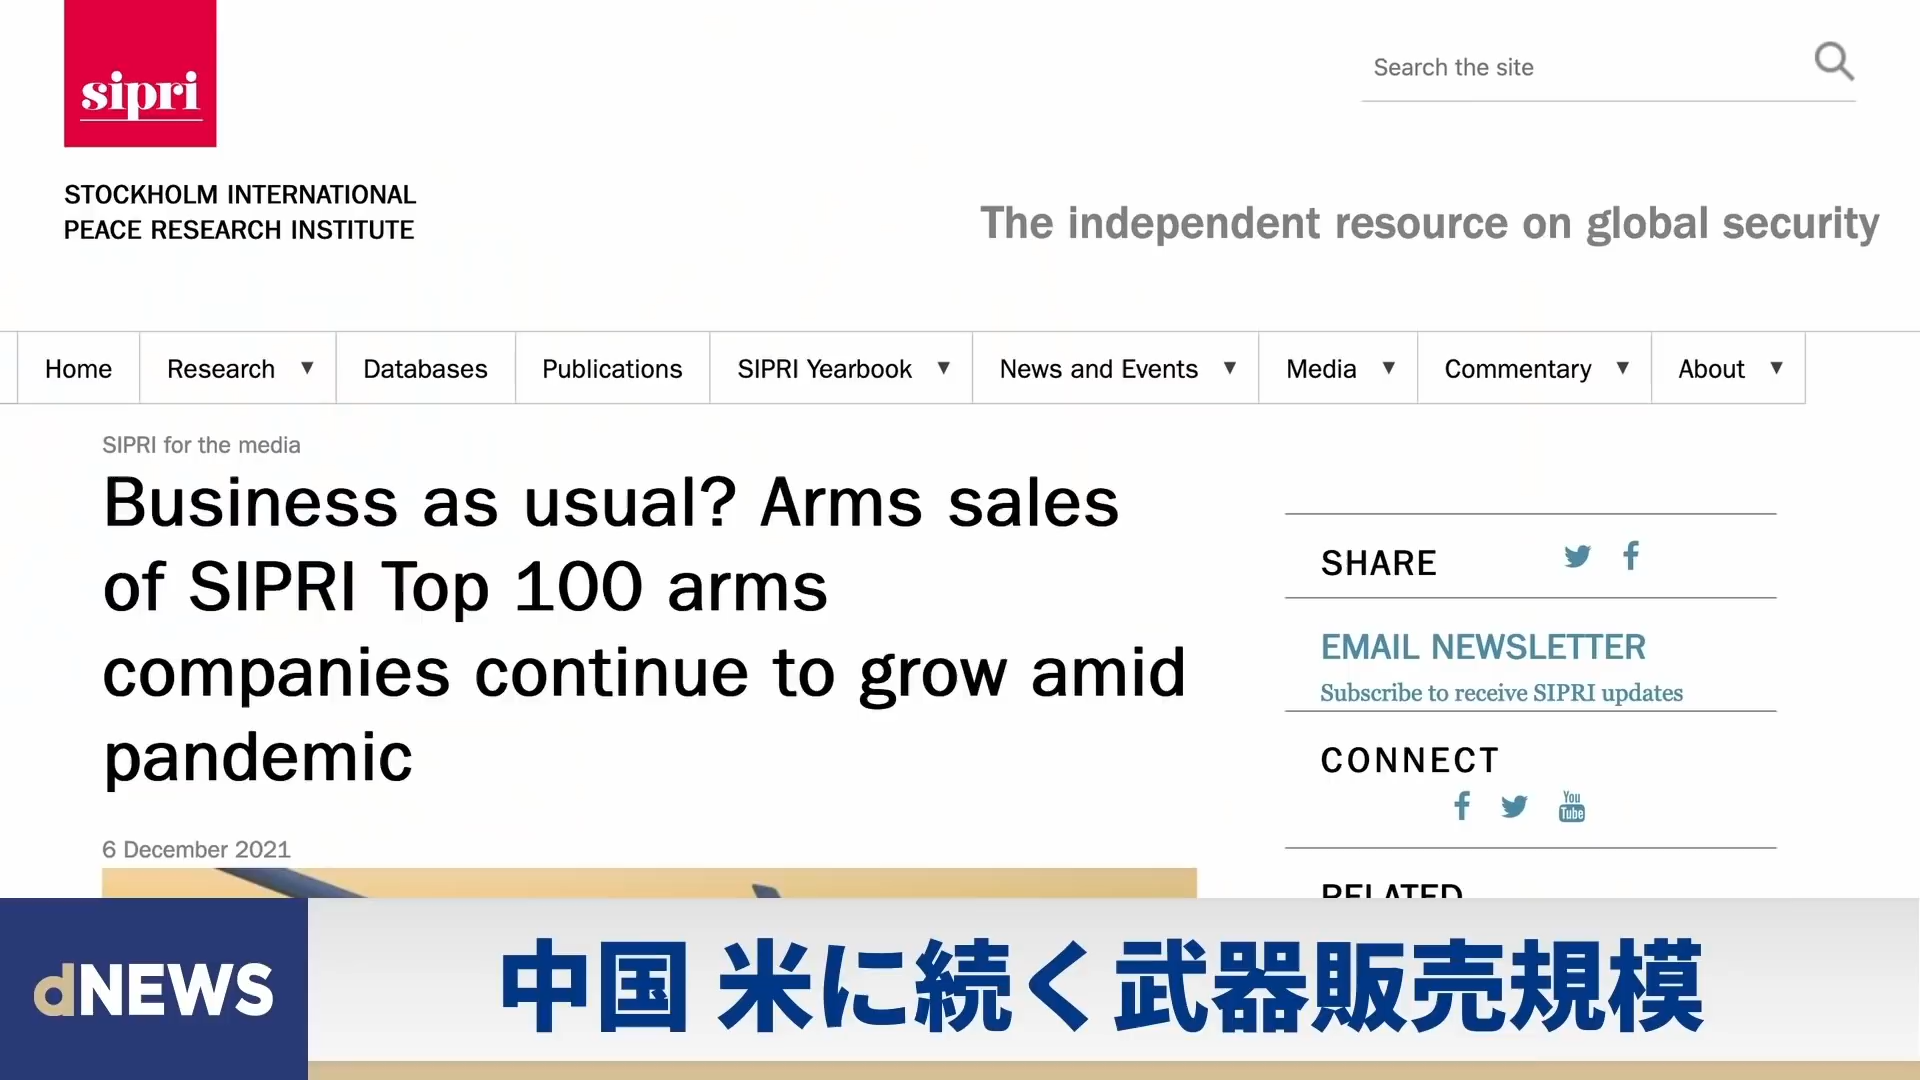 sipri
Search the site
STOCKHOLM INTERNATIONAL
PEACE RESEARCH INSTITUTE
The independent resource on global security
Home
Research
Databases
Publications
SIPRI Yearbook
News and Events
Media
Commentary
About
SIPRI for the media
Business as usual? Arms sales
of SIPRI Top 100 arms
companies continue to grow amid
pandemic
6 December 2021
SHARE
EMAIL NEWSLETTER
Subscribe to receive SIPRI updates
CONNECT
You
Tube
RELATED
dNEWS
中国 米に続く武器販売規模